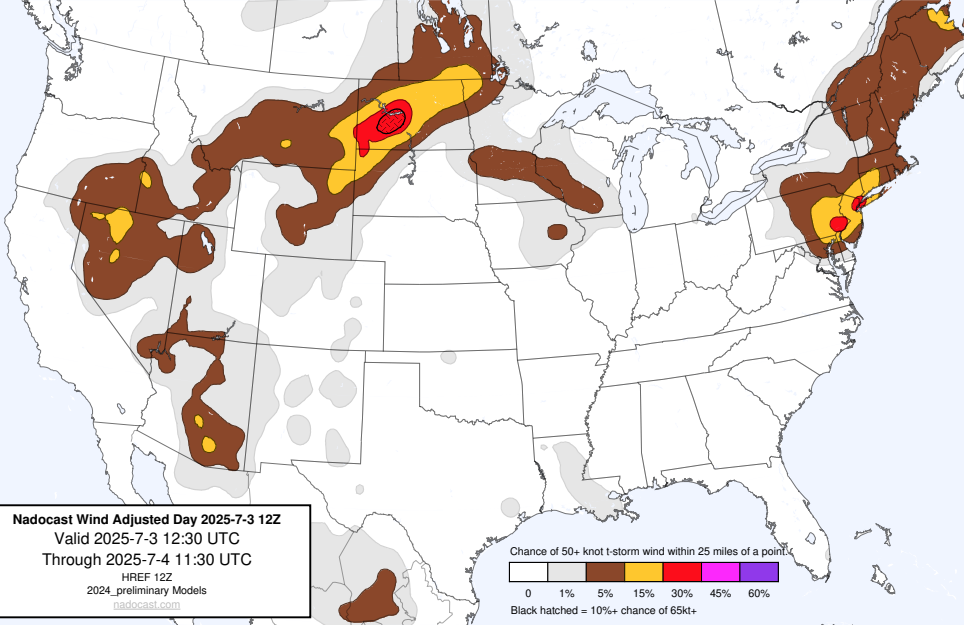 Nadocast Wind Adjusted Day 2025-7-3 12Z
Valid 2025-7-3 12:30 UTC
Through 2025-7-4 11:30 UTC
HREF 12Z
2024_preliminary Models
nadocast.com
Chance of 50+ knot t-storm wind within 25 miles of a point.
0 1% 5% 15% 30% 45% 60%
Black hatched = 10%+ chance of 65kt+